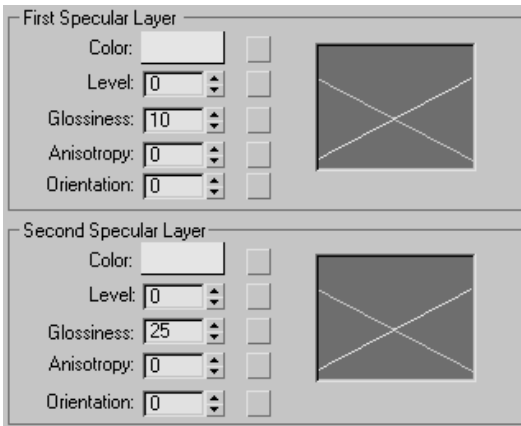 First Specular Layer
Color:
Level: 0
Glossiness: 10
Anisotropy: 0
Orientation: 0
Second Specular Layer
Color:
Level: 0
Glossiness: 25
Anisotropy: 0
Orientation: 0